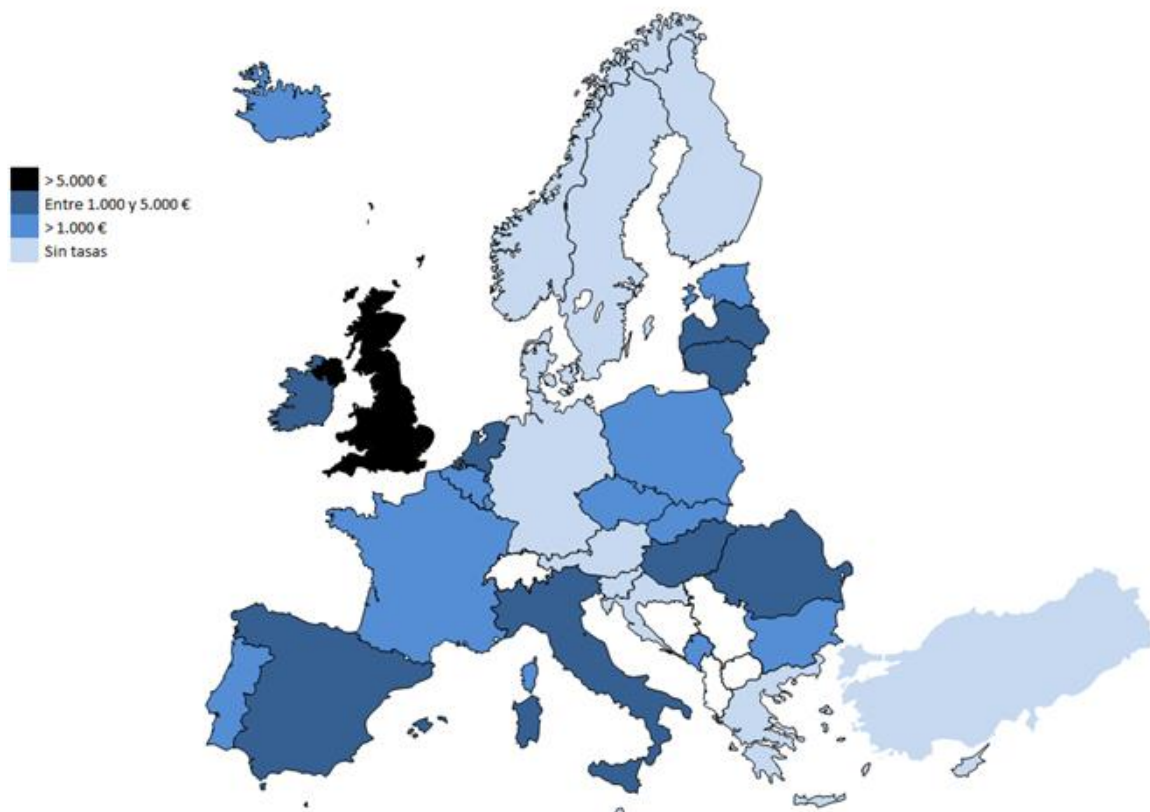 > 5.000 €
Entre 1.000 y 5.000 €
> 1.000 €
Sin tasas